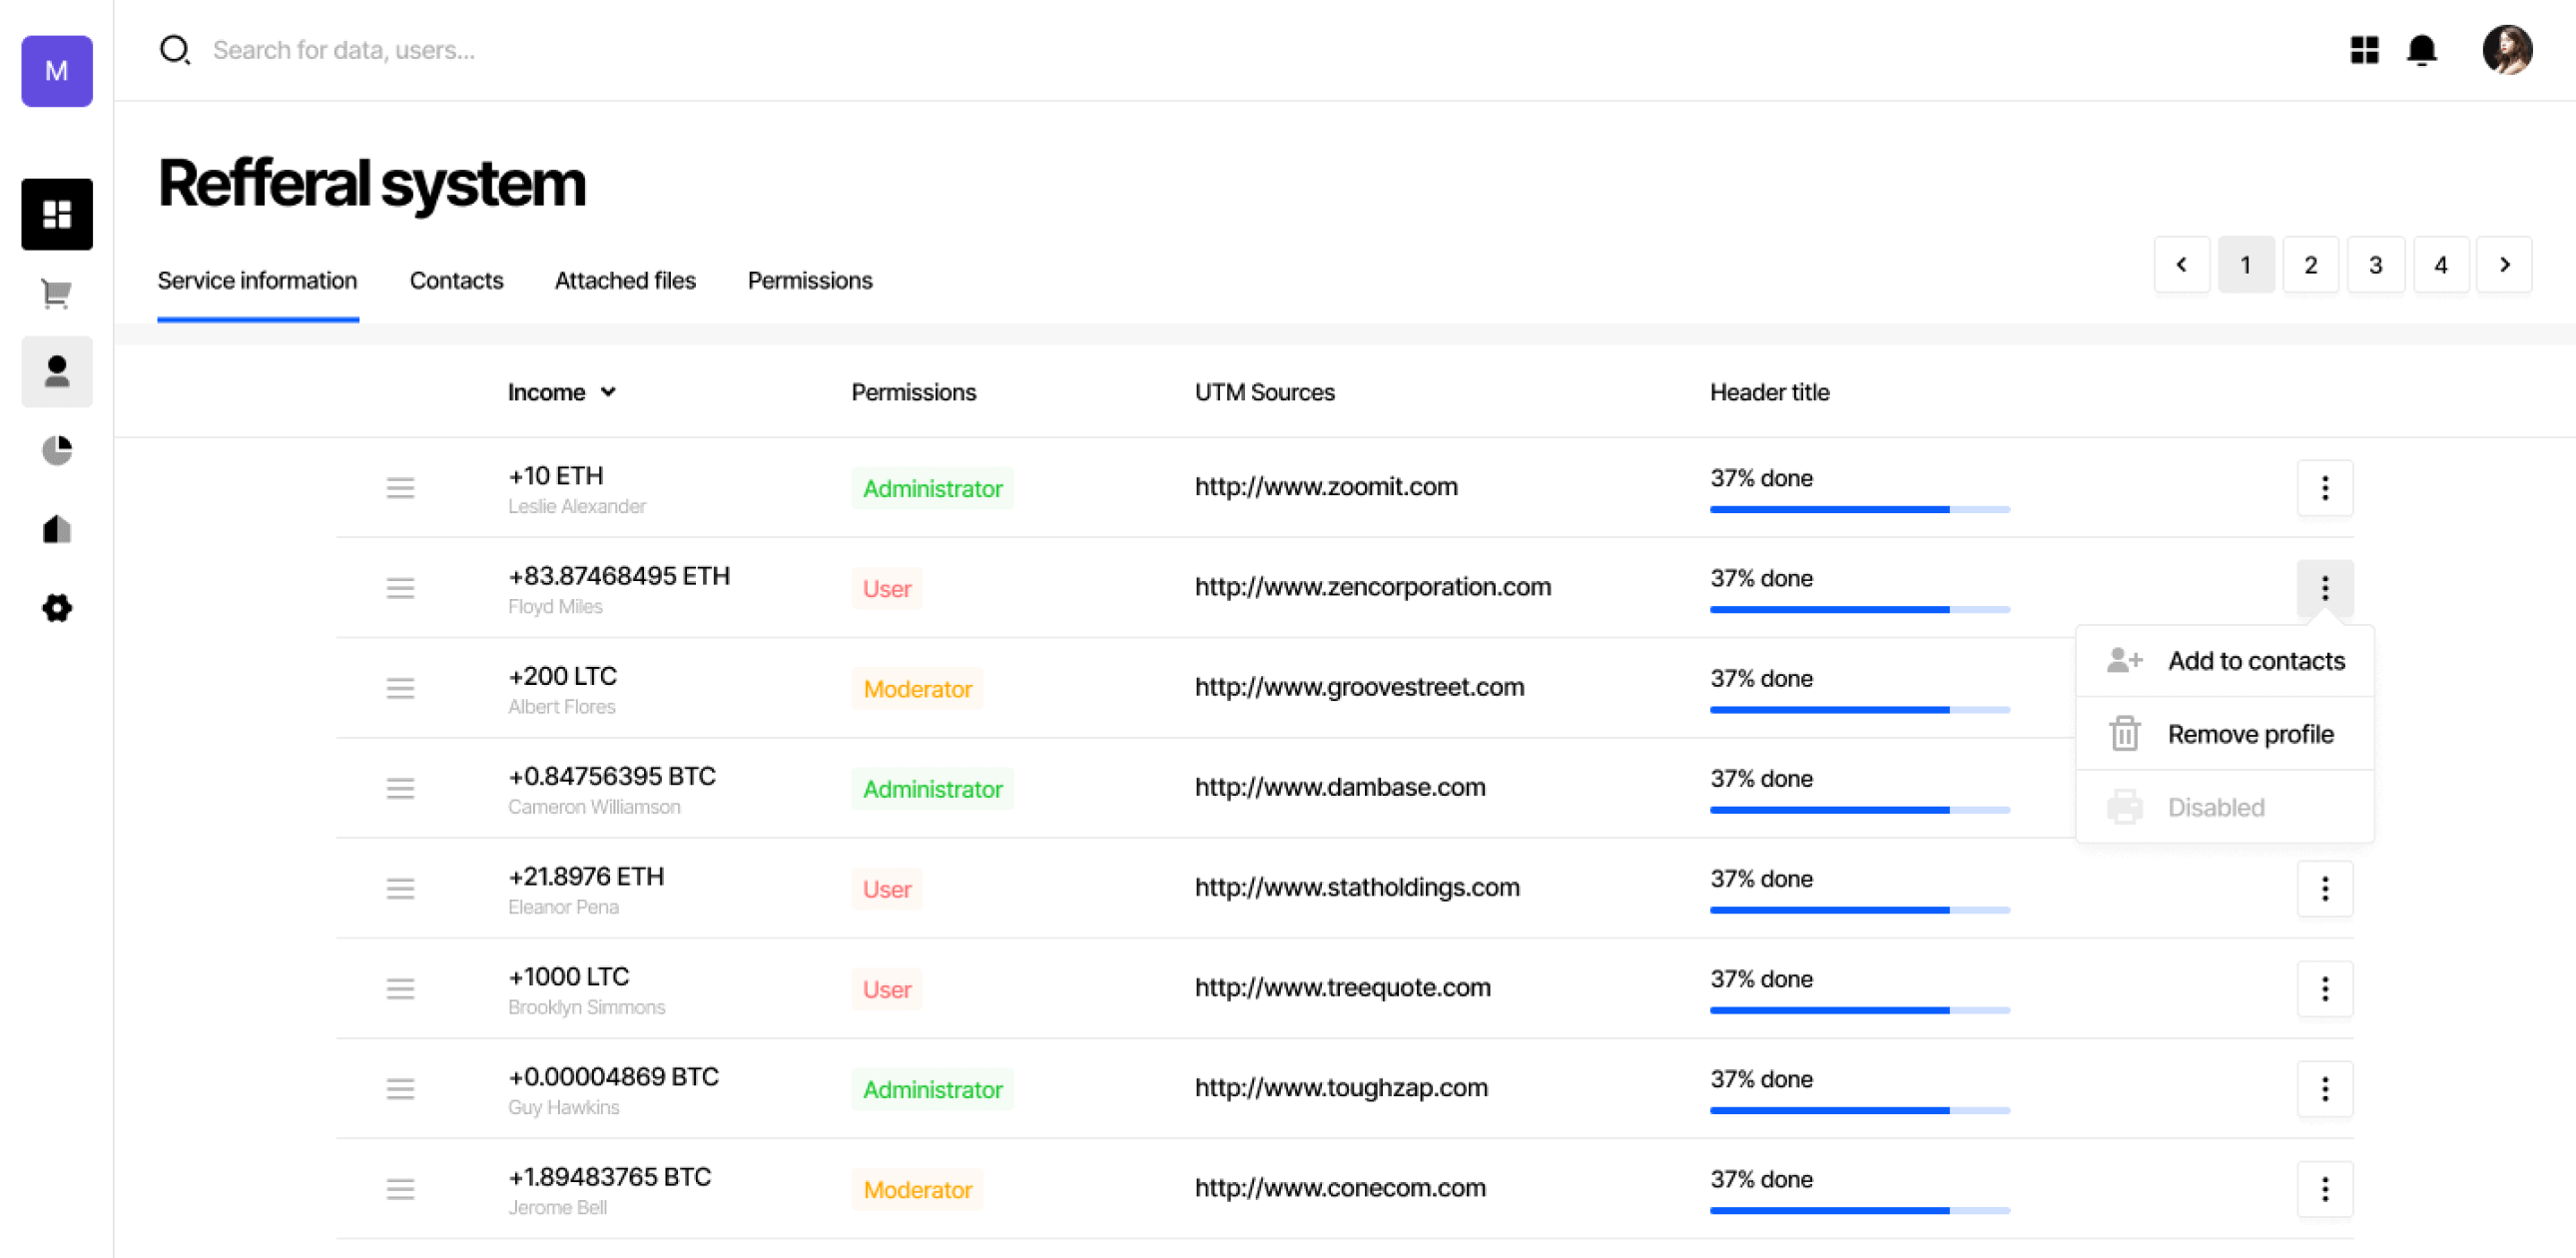 M
Search for data, users...
Refferal system
Service information
Contacts
Attached files
Permissions
1
2
3
4
Income
Permissions
UTM Sources
Header title
+10 ETH
Leslie Alexander
Administrator
http://www.zoomit.com
37% done
+83.87468495 ETH
Floyd Miles
User
http://www.zencorporation.com
37% done
Add to contacts
Remove profile
Disabled
+200 LTC
Albert Flores
Moderator
http://www.groovestreet.com
37% done
+0.84756395 BTC
Cameron Williamson
Administrator
http://www.dambase.com
37% done
+21.8976 ETH
Eleanor Pena
User
http://www.statholdings.com
37% done
+1000 LTC
Brooklyn Simmons
User
http://www.treequote.com
37% done
+0.00004869 BTC
Guy Hawkins
Administrator
http://www.toughzap.com
37% done
+1.89483765 BTC
Jerome Bell
Moderator
http://www.conecom.com
37% done